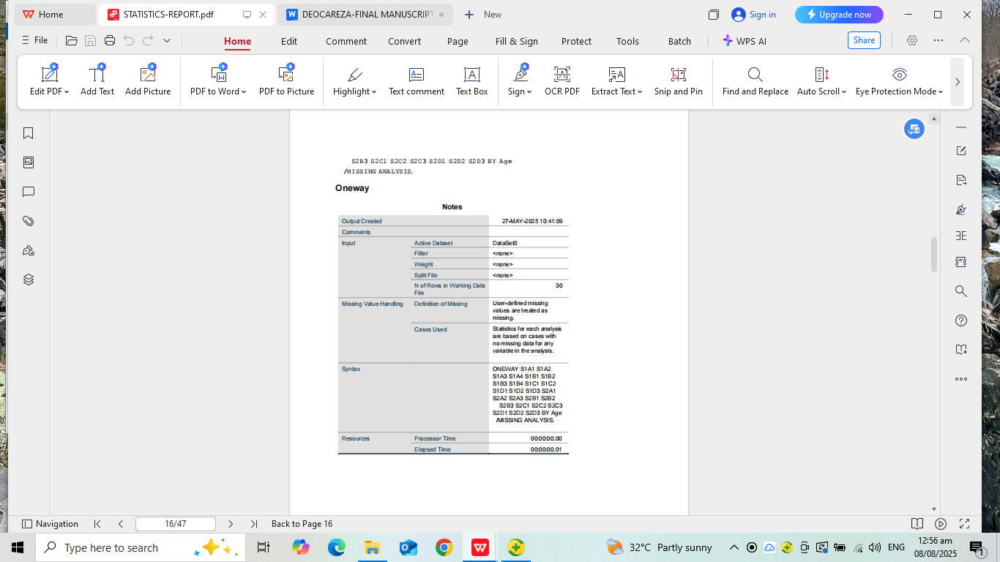 Home
STATISTICS-REPORT.pdf
DEOCAREZA-FINAL MANUSCRIPT
New
Sign in
Upgrade now
File
Home
Edit
Comment
Convert
Page
Fill & Sign
Protect
Tools
Batch
WPS AI
Share
Edit PDF
Add Text
Add Picture
PDF to Word
PDF to Picture
Highlight
Text comment
Text Box
Sign
OCR PDF
Extract Text
Snip and Pin
Find and Replace
Auto Scroll
Eye Protection Mode
S2B3 S2C1 S2C2 S2C3 S2D1 S2D2 S2D3 BY Age
/MISSING ANALYSIS.
Oneway
Notes
Output Created 27-MAY-2025 10:41:09
Comments
Input Active Dataset DataSet0
Filter <none>
Weight <none>
Split File <none>
N of Rows in Working Data 30
File
Missing Value Handling Definition of Missing User-defined missing
values are treated as
missing.
Cases Used Statistics for each analysis
are based on cases with
no missing data for any
variable in the analysis.
Syntax ONEWAY S1A1 S1A2
S1A3 S1A4 S1B1 S1B2
S1B3 S1B4 S1C1 S1C2
S1D1 S1D2 S1D3 S2A1
S2A2 S2A3 S2B1 S2B2
S2B3 S2C1 S2C2 S2C3
S2D1 S2D2 S2D3 BY Age
/MISSING ANALYSIS.
Resources Processor Time 00:00:00.00
Elapsed Time 00:00:00.01
Navigation
16/47
Back to Page 16
Type here to search
32°C Partly sunny
ENG
12:56 am
08/08/2025
1